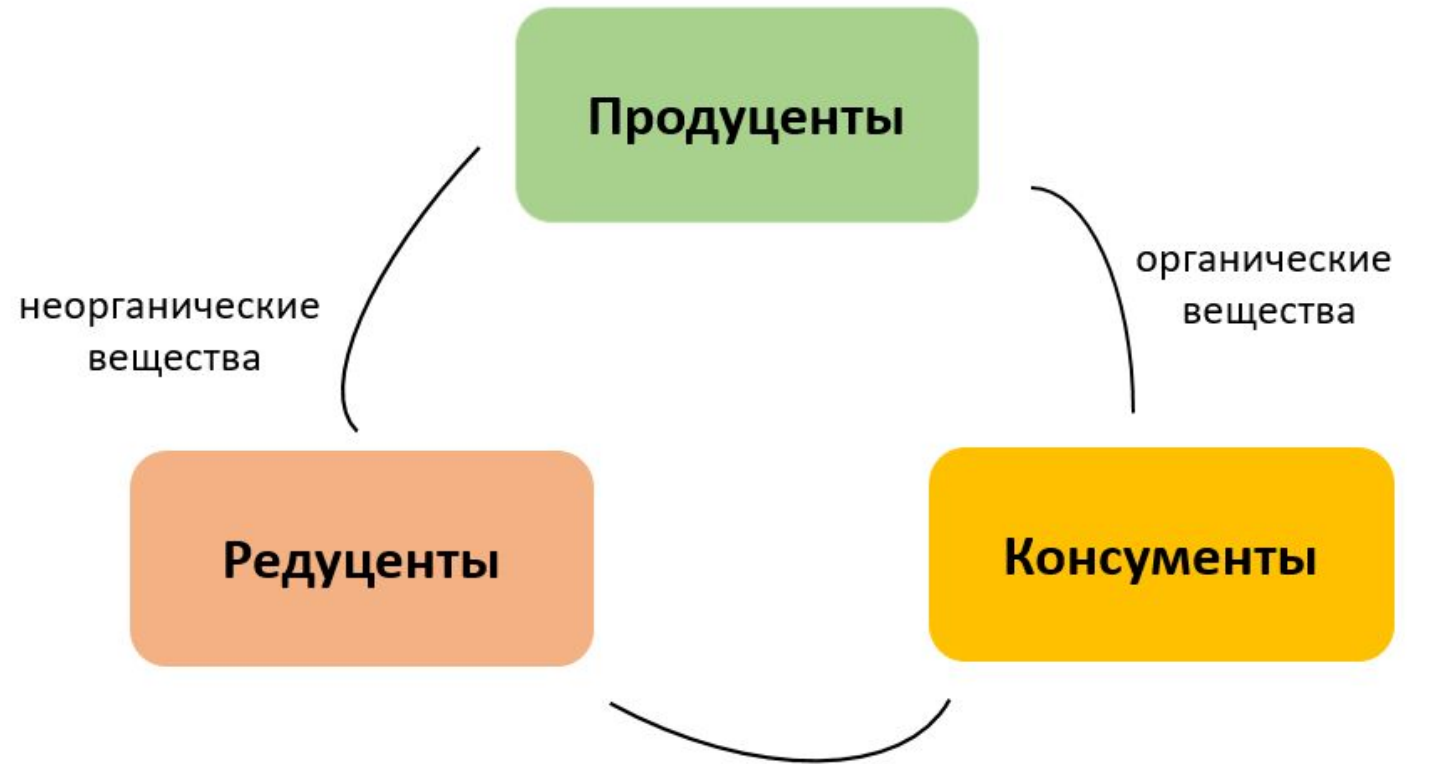 Продуценты
неорганические
вещества
органические
вещества
Редуценты
Консументы